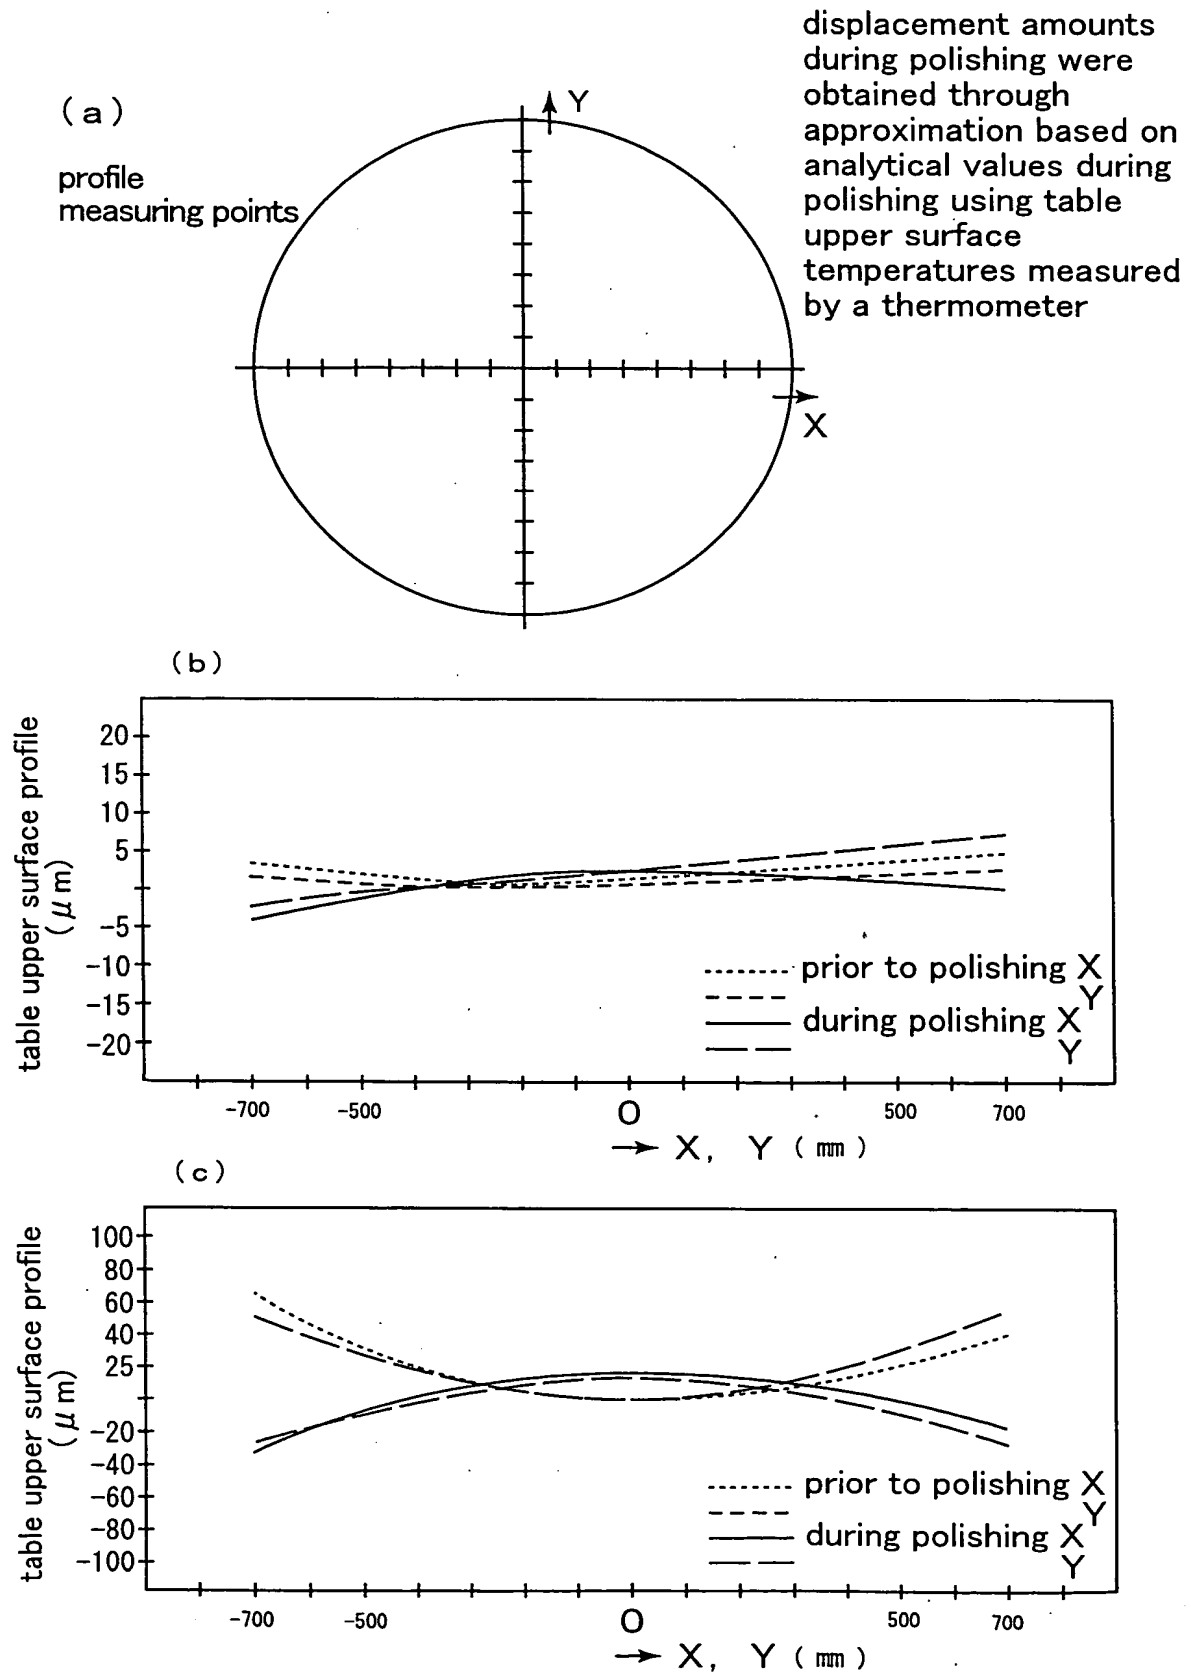 displacement amounts
during polishing were
obtained through
approximation based on
analytical values during
polishing using table
upper surface
temperatures measured
by a thermometer
(a)
profile
measuring points
Y
X
(b)
table upper surface profile
(μm)
20
15
10
5
-5
-10
-15
-20
prior to polishing X
Y
during polishing X
Y
-700
-500
0
500
700
X, Y (mm)
(c)
table upper surface profile
(μm)
100
80
60
40
25
-20
-40
-60
-80
-100
prior to polishing X
Y
during polishing X
Y
-700
-500
0
500
700
X, Y (mm)